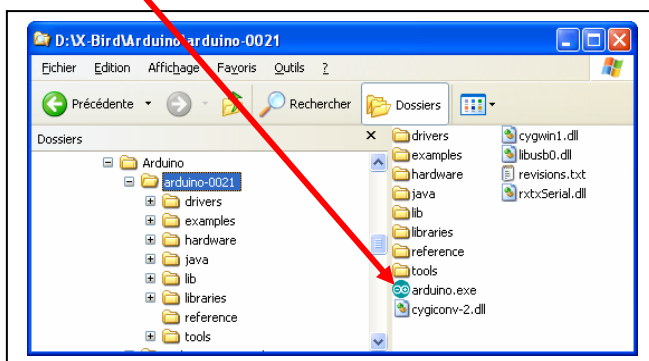 D:\X-Bird\Arduino\arduino-0021
Fichier Edition Affichage Favoris Outils ?
Précédente Rechercher Dossiers
Dossiers
Arduino
arduino-0021
drivers
examples
hardware
java
lib
libraries
reference
tools
drivers
examples
hardware
java
lib
libraries
reference
tools
arduino.exe
cygiconv-2.dll
cygwin1.dll
libusb0.dll
revisions.txt
rxtxSerial.dll